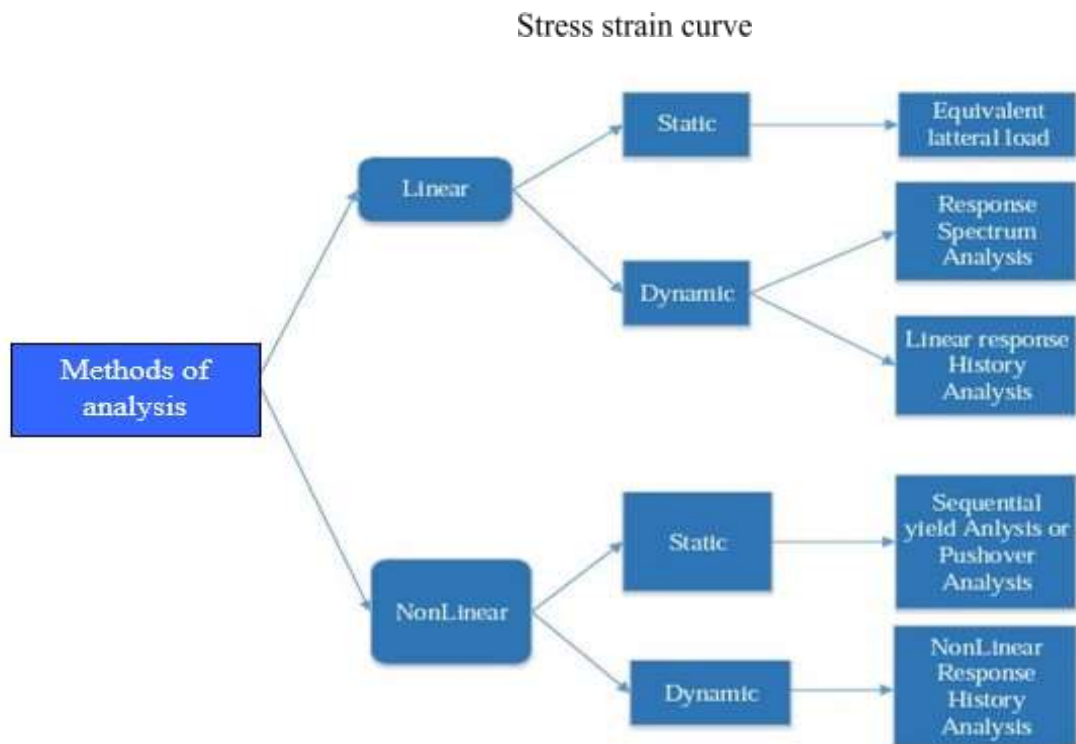 Stress strain curve
Static
Equivalent
latteral load
Linear
Response
Spectrum
Analysis
Dynamic
Linear response
History
Analysis
Methods of
analysis
Sequential
yield Anlysis or
Pushover
Analysis
Static
NonLinear
NonLinear
Response
History
Analysis
Dynamic